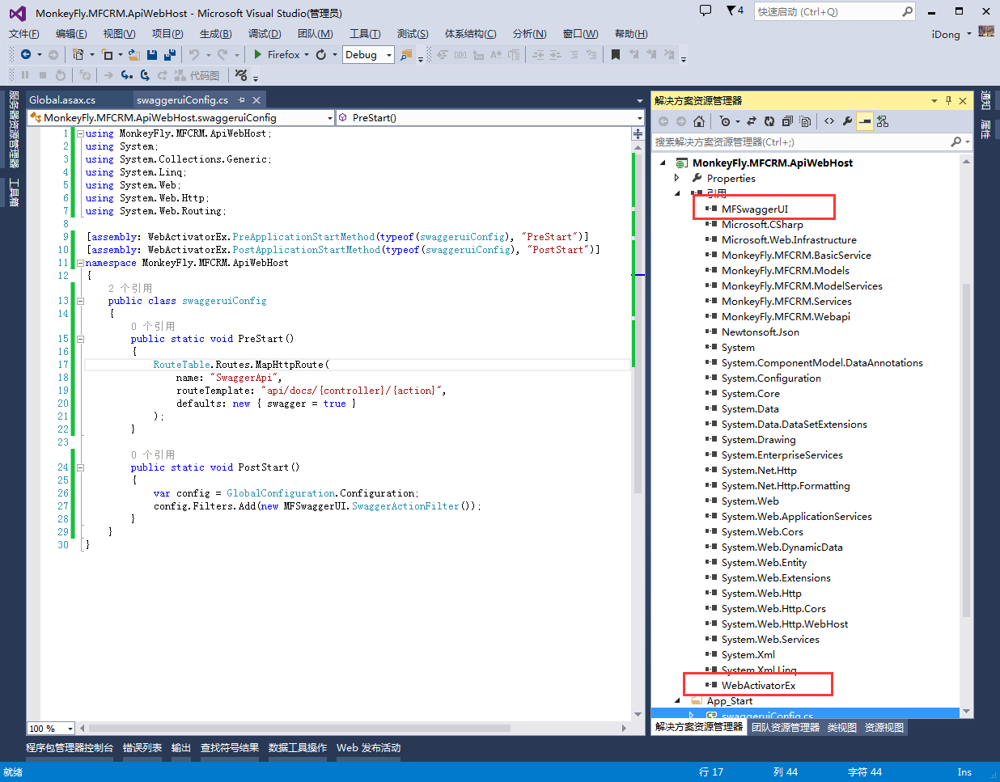 MonkeyFly.MFCRM.ApiWebHost - Microsoft Visual Studio(管理员)
4
快速启动 (Ctrl+Q)
文件(F) 编辑(E) 视图(V) 项目(P) 生成(B) 调试(D) 团队(M) 工具(T) 测试(S) 体系结构(C) 分析(N) 窗口(W) 帮助(H)
iDong
Firefox Debug
代码图
服务器资源管理器
工具箱
Global.asax.cs swaggeruiConfig.cs
MonkeyFly.MFCRM.ApiWebHost.swaggeruiConfig PreStart()
1 using MonkeyFly.MFCRM.ApiWebHost;
2 using System;
3 using System.Collections.Generic;
4 using System.Linq;
5 using System.Web;
6 using System.Web.Http;
7 using System.Web.Routing;
8
9 [assembly: WebActivatorEx.PreApplicationStartMethod(typeof(swaggeruiConfig), "PreStart")]
10 [assembly: WebActivatorEx.PostApplicationStartMethod(typeof(swaggeruiConfig), "PostStart")]
11 namespace MonkeyFly.MFCRM.ApiWebHost
12 {
2 个引用
13 public class swaggeruiConfig
14 {
0 个引用
15 public static void PreStart()
16 {
17 RouteTable.Routes.MapHttpRoute(
18 name: "SwaggerApi",
19 routeTemplate: "api/docs/{controller}/{action}",
20 defaults: new { swagger = true }
21 );
22 }
23
0 个引用
24 public static void PostStart()
25 {
26 var config = GlobalConfiguration.Configuration;
27 config.Filters.Add(new MFSwaggerUI.SwaggerActionFilter());
28 }
29 }
30 }
100 %
解决方案资源管理器
搜索解决方案资源管理器(Ctrl+;)
MonkeyFly.MFCRM.ApiWebHost
Properties
引用
MFSwaggerUI
Microsoft.CSharp
Microsoft.Web.Infrastructure
MonkeyFly.MFCRM.BasicService
MonkeyFly.MFCRM.Models
MonkeyFly.MFCRM.ModelServices
MonkeyFly.MFCRM.Services
MonkeyFly.MFCRM.Webapi
Newtonsoft.Json
System
System.ComponentModel.DataAnnotations
System.Configuration
System.Core
System.Data
System.Data.DataSetExtensions
System.Drawing
System.EnterpriseServices
System.Net.Http
System.Net.Http.Formatting
System.Web
System.Web.ApplicationServices
System.Web.Cors
System.Web.DynamicData
System.Web.Entity
System.Web.Extensions
System.Web.Http
System.Web.Http.Cors
System.Web.Http.WebHost
System.Web.Services
System.Xml
System.Xml.Linq
WebActivatorEx
App_Start
swaggeruiConfig.cs
解决方案资源管理器 团队资源管理器 类视图 资源视图
通知
属性
程序包管理器控制台 错误列表 输出 查找符号结果 数据工具操作 Web 发布活动
就绪 行 17 列 44 字符 44 Ins